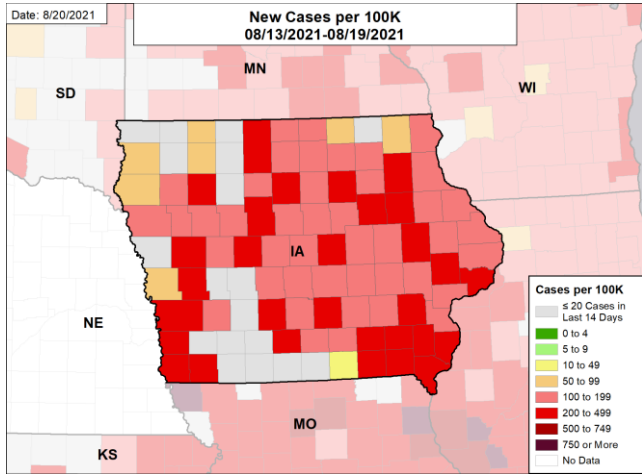 Date: 8/20/2021
New Cases per 100K
08/13/2021-08/19/2021
MN
SD
WI
IA
NE
MO
KS
Cases per 100K
≤ 20 Cases in
Last 14 Days
0 to 4
5 to 9
10 to 49
50 to 99
100 to 199
200 to 499
500 to 749
750 or More
No Data